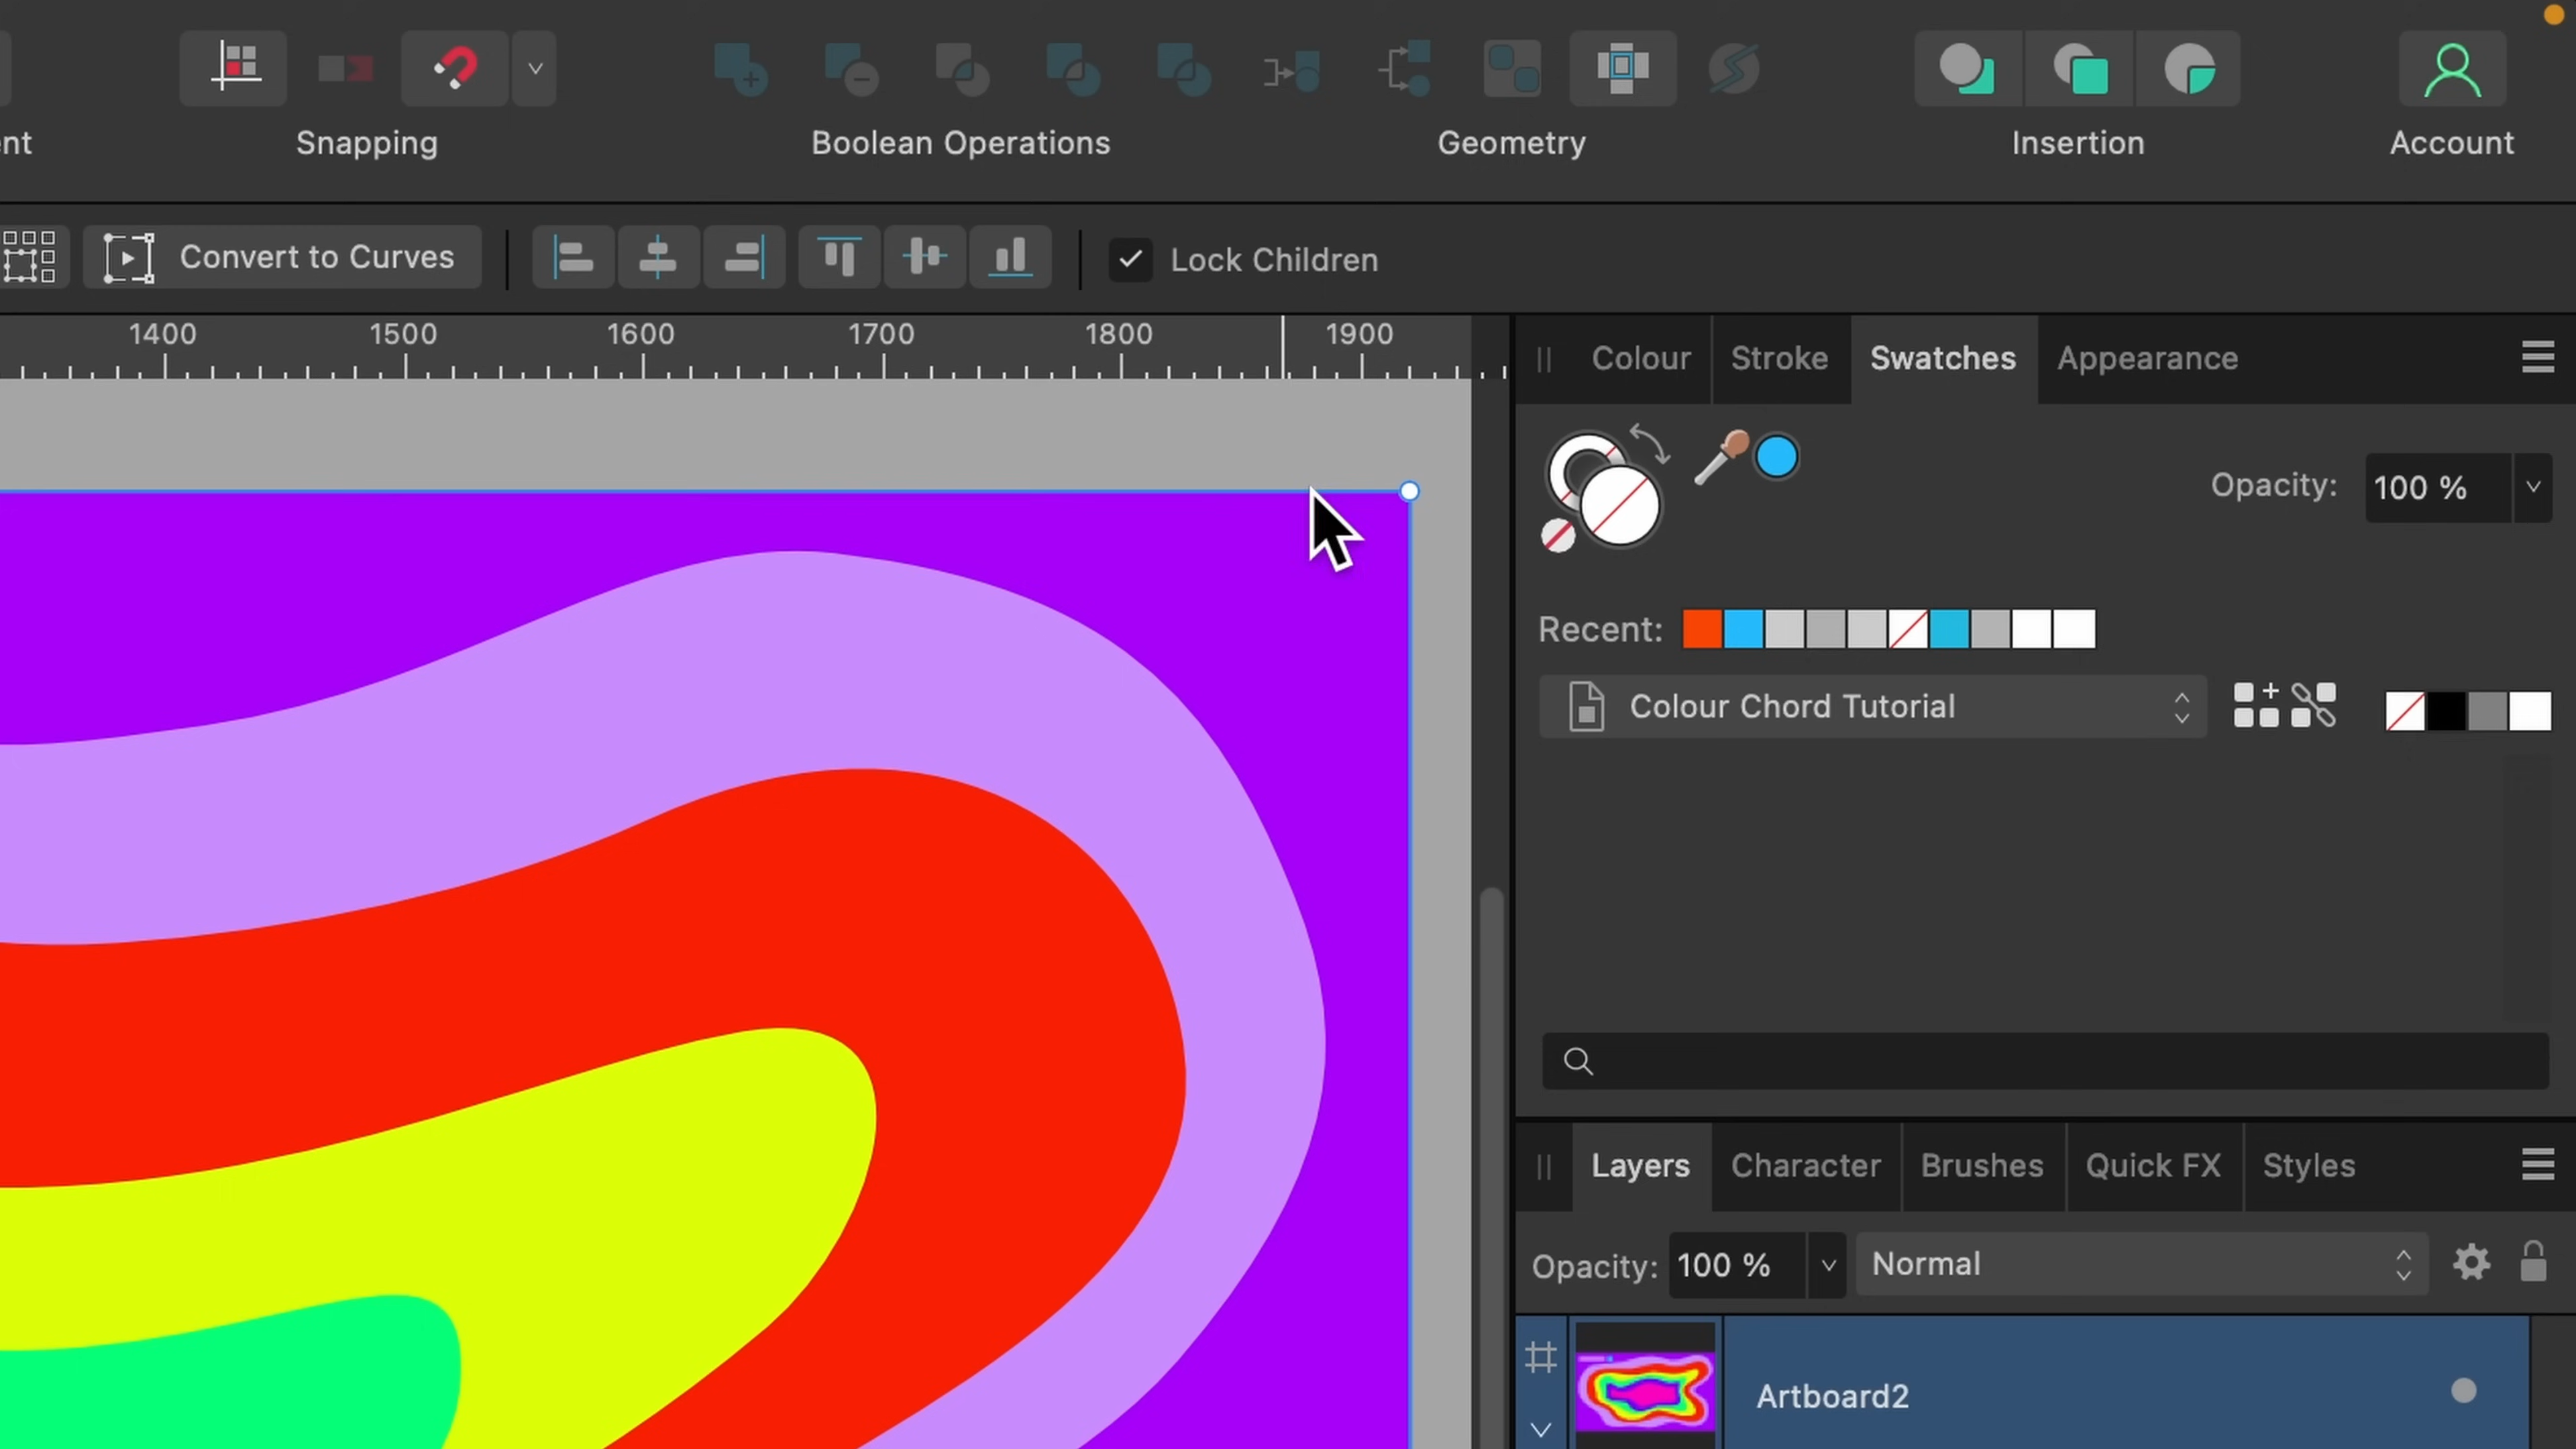 nt
Snapping
Boolean Operations
Geometry
Insertion
Account
Convert to Curves
Lock Children
1400 1500 1600 1700 1800 1900
Colour Stroke Swatches Appearance
Opacity: 100 %
Recent:
Colour Chord Tutorial
Layers Character Brushes Quick FX Styles
Opacity: 100 % Normal
Artboard2